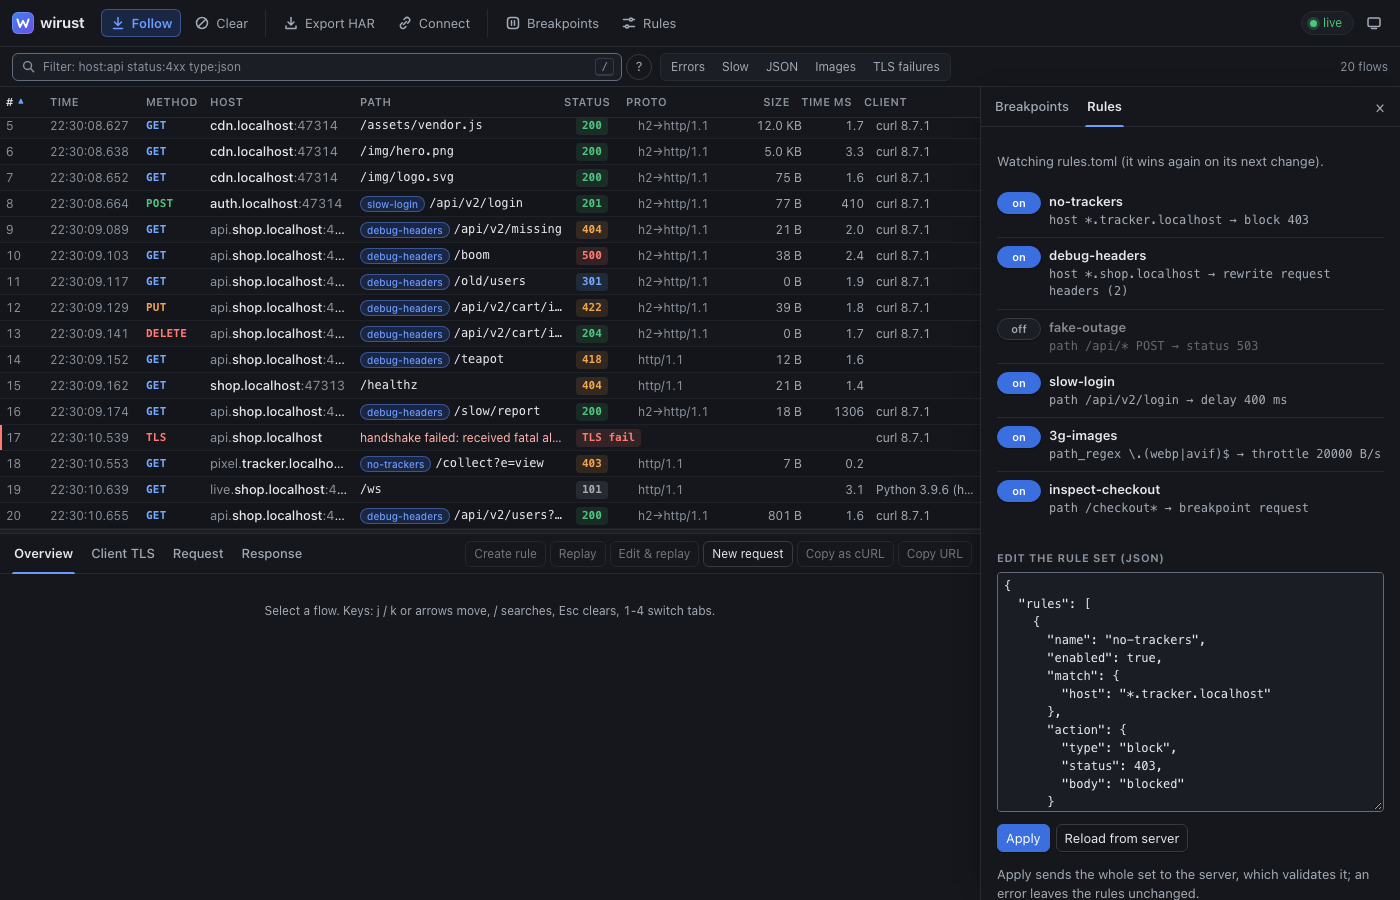 wirust Follow Clear Export HAR Connect Breakpoints Rules live
Filter: host:api status:4xx type:json / ? Errors Slow JSON Images TLS failures 20 flows
# ▲ TIME METHOD HOST PATH STATUS PROTO SIZE TIME MS CLIENT
5 22:30:08.627 GET cdn.localhost:47314 /assets/vendor.js 200 h2→http/1.1 12.0 KB 1.7 curl 8.7.1
6 22:30:08.638 GET cdn.localhost:47314 /img/hero.png 200 h2→http/1.1 5.0 KB 3.3 curl 8.7.1
7 22:30:08.652 GET cdn.localhost:47314 /img/logo.svg 200 h2→http/1.1 75 B 1.6 curl 8.7.1
8 22:30:08.664 POST auth.localhost:47314 slow-login /api/v2/login 201 h2→http/1.1 77 B 410 curl 8.7.1
9 22:30:09.089 GET api.shop.localhost:4... debug-headers /api/v2/missing 404 h2→http/1.1 21 B 2.0 curl 8.7.1
10 22:30:09.103 GET api.shop.localhost:4... debug-headers /boom 500 h2→http/1.1 38 B 2.4 curl 8.7.1
11 22:30:09.117 GET api.shop.localhost:4... debug-headers /old/users 301 h2→http/1.1 0 B 1.9 curl 8.7.1
12 22:30:09.129 PUT api.shop.localhost:4... debug-headers /api/v2/cart/i... 422 h2→http/1.1 39 B 1.8 curl 8.7.1
13 22:30:09.141 DELETE api.shop.localhost:4... debug-headers /api/v2/cart/i... 204 h2→http/1.1 0 B 1.7 curl 8.7.1
14 22:30:09.152 GET api.shop.localhost:4... debug-headers /teapot 418 http/1.1 12 B 1.6
15 22:30:09.162 GET shop.localhost:47313 /healthz 404 http/1.1 21 B 1.4
16 22:30:09.174 GET api.shop.localhost:4... debug-headers /slow/report 200 h2→http/1.1 18 B 1306 curl 8.7.1
17 22:30:10.539 TLS api.shop.localhost handshake failed: received fatal al... TLS fail curl 8.7.1
18 22:30:10.553 GET pixel.tracker.localho... no-trackers /collect?e=view 403 http/1.1 7 B 0.2
19 22:30:10.639 GET live.shop.localhost:4... /ws 101 http/1.1 3.1 Python 3.9.6 (h...
20 22:30:10.655 GET api.shop.localhost:4... debug-headers /api/v2/users?... 200 h2→http/1.1 801 B 1.6 curl 8.7.1
Overview Client TLS Request Response Create rule Replay Edit & replay New request Copy as cURL Copy URL
Select a flow. Keys: j / k or arrows move, / searches, Esc clears, 1-4 switch tabs.
Breakpoints Rules ×
Watching rules.toml (it wins again on its next change).
on no-trackers
host *.tracker.localhost → block 403
on debug-headers
host *.shop.localhost → rewrite request
headers (2)
off fake-outage
path /api/* POST → status 503
on slow-login
path /api/v2/login → delay 400 ms
on 3g-images
path_regex \.(webp|avif)$ → throttle 20000 B/s
on inspect-checkout
path /checkout* → breakpoint request
EDIT THE RULE SET (JSON)
{
"rules": [
{
"name": "no-trackers",
"enabled": true,
"match": {
"host": "*.tracker.localhost"
},
"action": {
"type": "block",
"status": 403,
"body": "blocked"
}
Apply Reload from server
Apply sends the whole set to the server, which validates it; an
error leaves the rules unchanged.